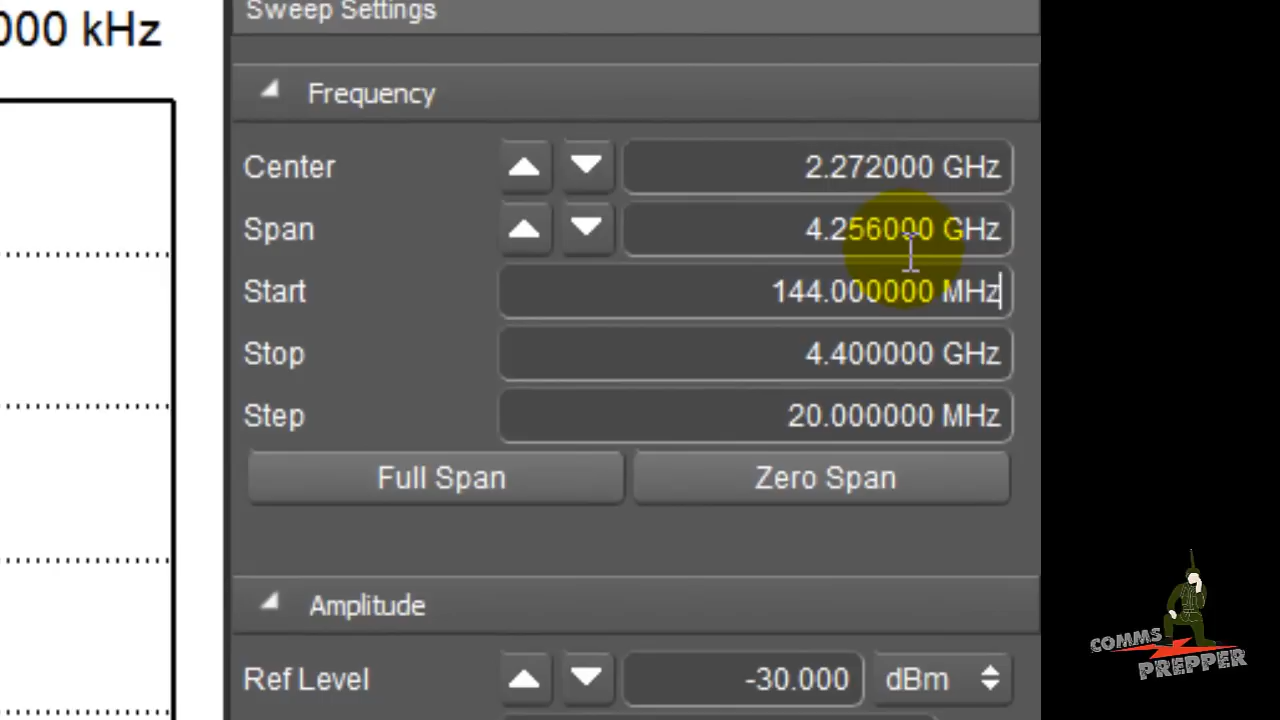 000 kHz
Sweep Settings
Frequency
Center 2.272000 GHz
Span 4.256000 GHz
Start 144.000000 MHz
Stop 4.400000 GHz
Step 20.000000 MHz
Full Span Zero Span
Amplitude
Ref Level -30.000 dBm
COMMS
PREPPER